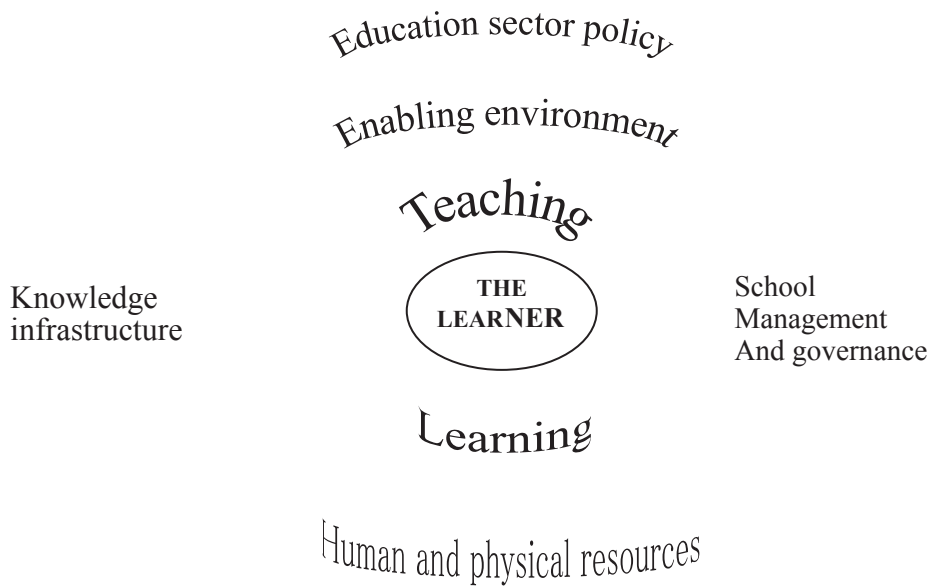 Education sector policy
Enabling environment
Teaching
THE
LEARNER
Knowledge
infrastructure
School
Management
And governance
Learning
Human and physical resources